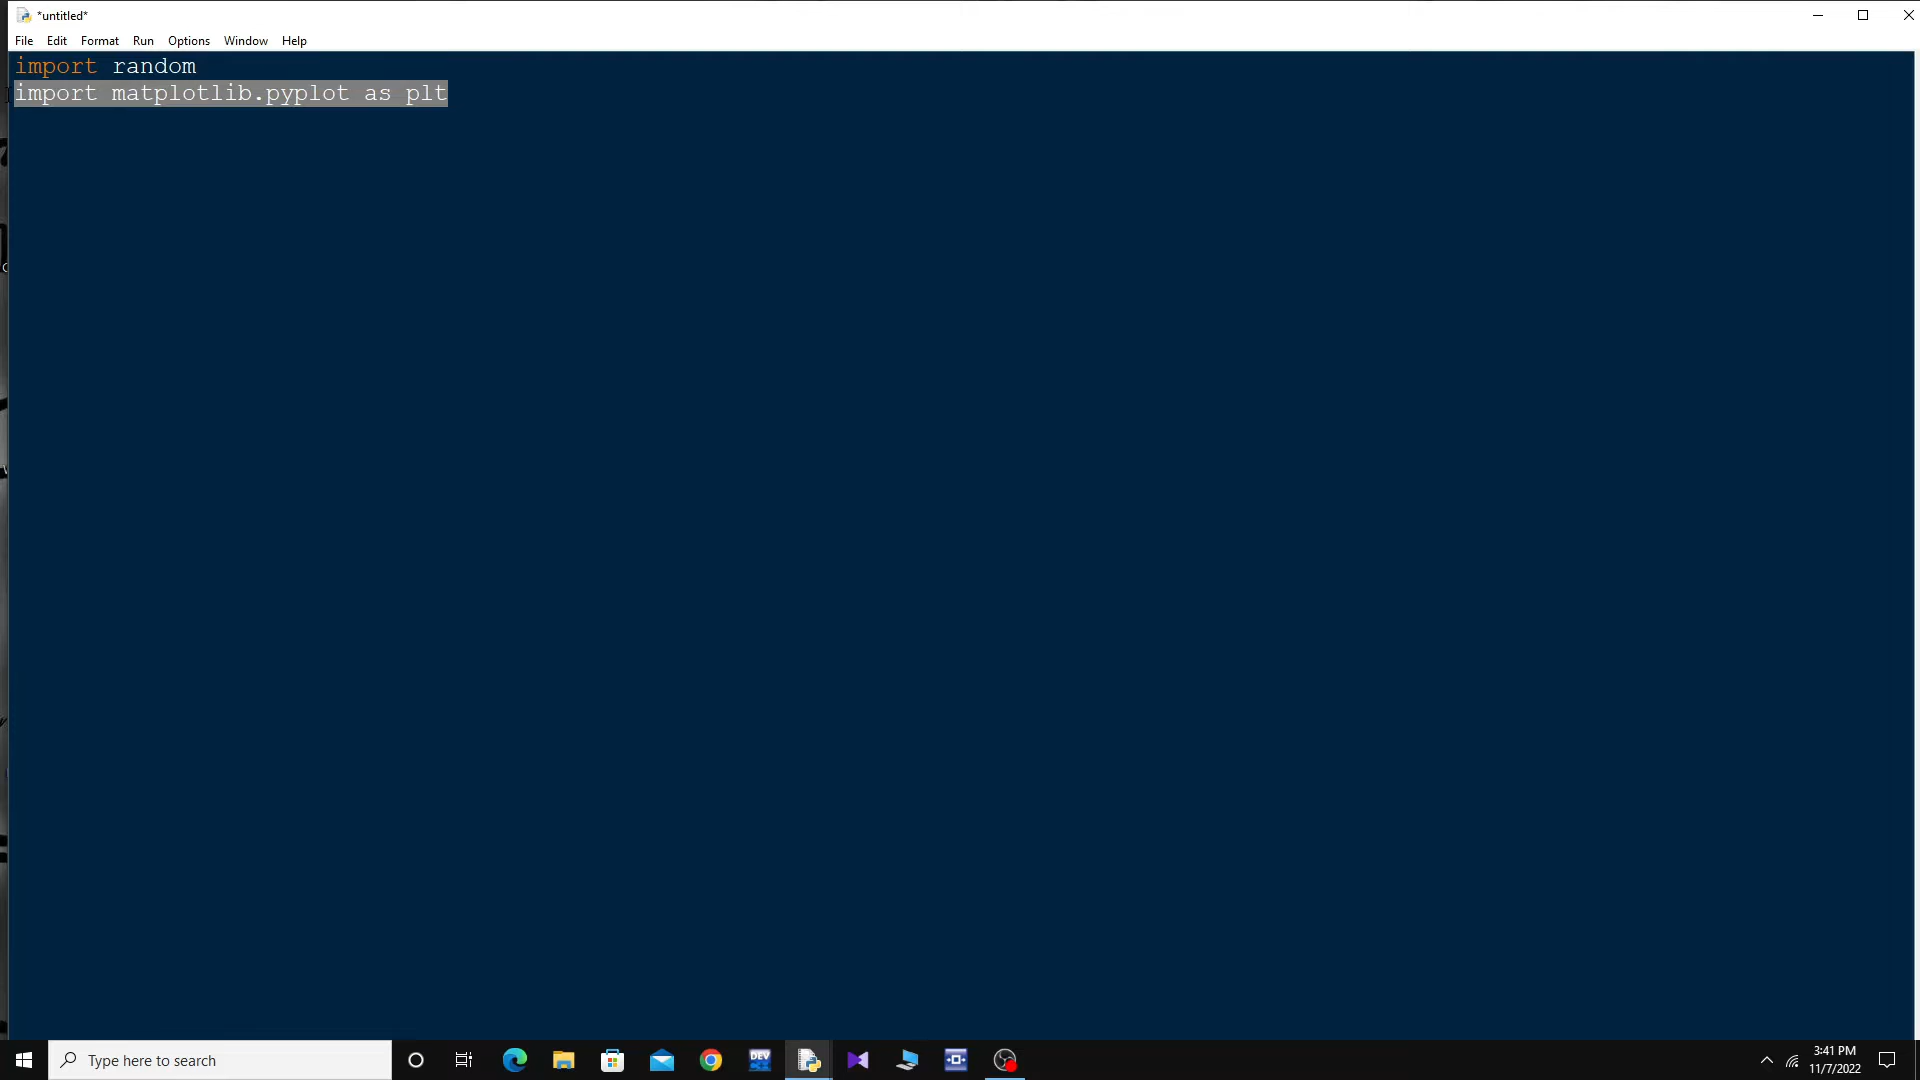 *untitled*
File Edit Format Run Options Window Help
import random
import matplotlib.pyplot as plt
Type here to search
DEV
3:41 PM
11/7/2022